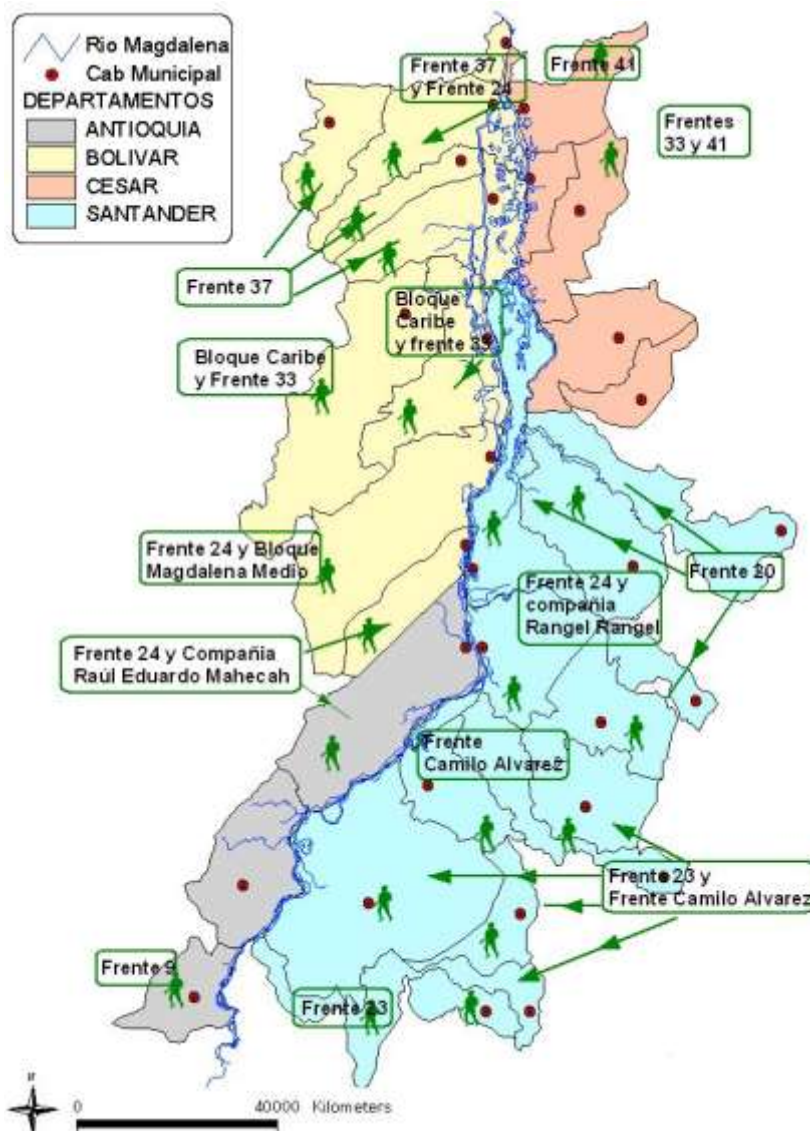 Rio Magdalena
Cab Municipal
DEPARTAMENTOS
ANTIOQUIA
BOLIVAR
CESAR
SANTANDER
Frente 37
y Frente 24
Frente 41
Frentes
33 y 41
Frente 37
Bloque
Caribe
y frente 33
Bloque Caribe
y Frente 33
Frente 24 y Bloque
Magdalena Medio
Frente 20
Frente 24 y
compañia
Rangel Rangel
Frente 24 y Compañia
Raúl Eduardo Mahecah
Frente
Camilo Alvarez
Frente 23 y
Frente Camilo Alvarez
Frente 9
Frente 23
0 40000 Kilometers